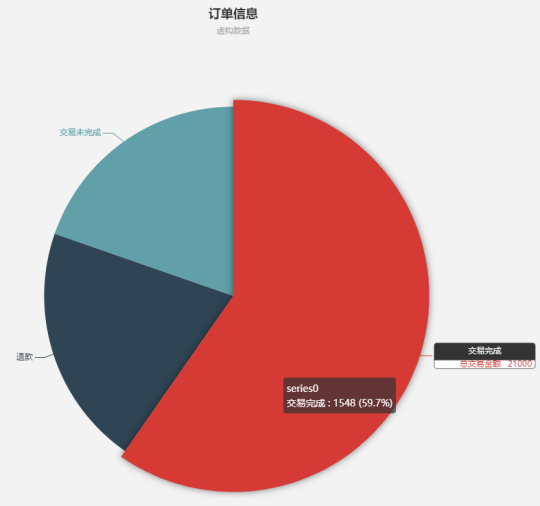 订单信息
虚构数据
交易未完成
退款
交易完成
总交易金额 21000
series0
交易完成 : 1548 (59.7%)